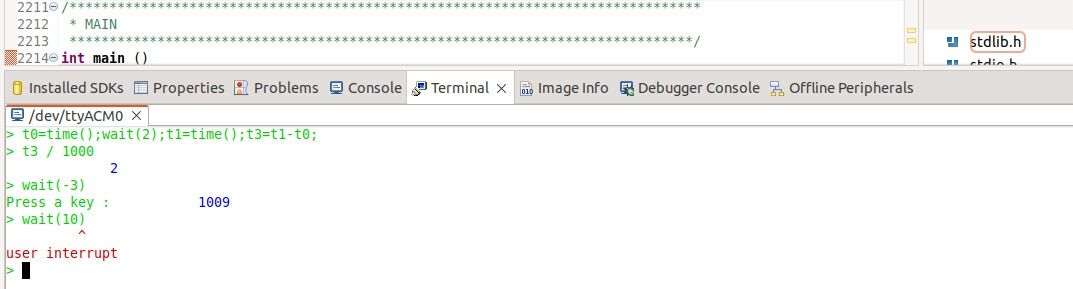 2211 /*******************************************************************************
2212 * MAIN
2213 ******************************************************************************/
stdlib.h
2214 int main ()
stdio.h
Installed SDKs Properties Problems Console Terminal Image Info Debugger Console Offline Peripherals
/dev/ttyACM0
> t0=time();wait(2);t1=time();t3=t1-t0;
> t3 / 1000
2
> wait(-3)
Press a key : 1009
> wait(10)
^
user interrupt
>